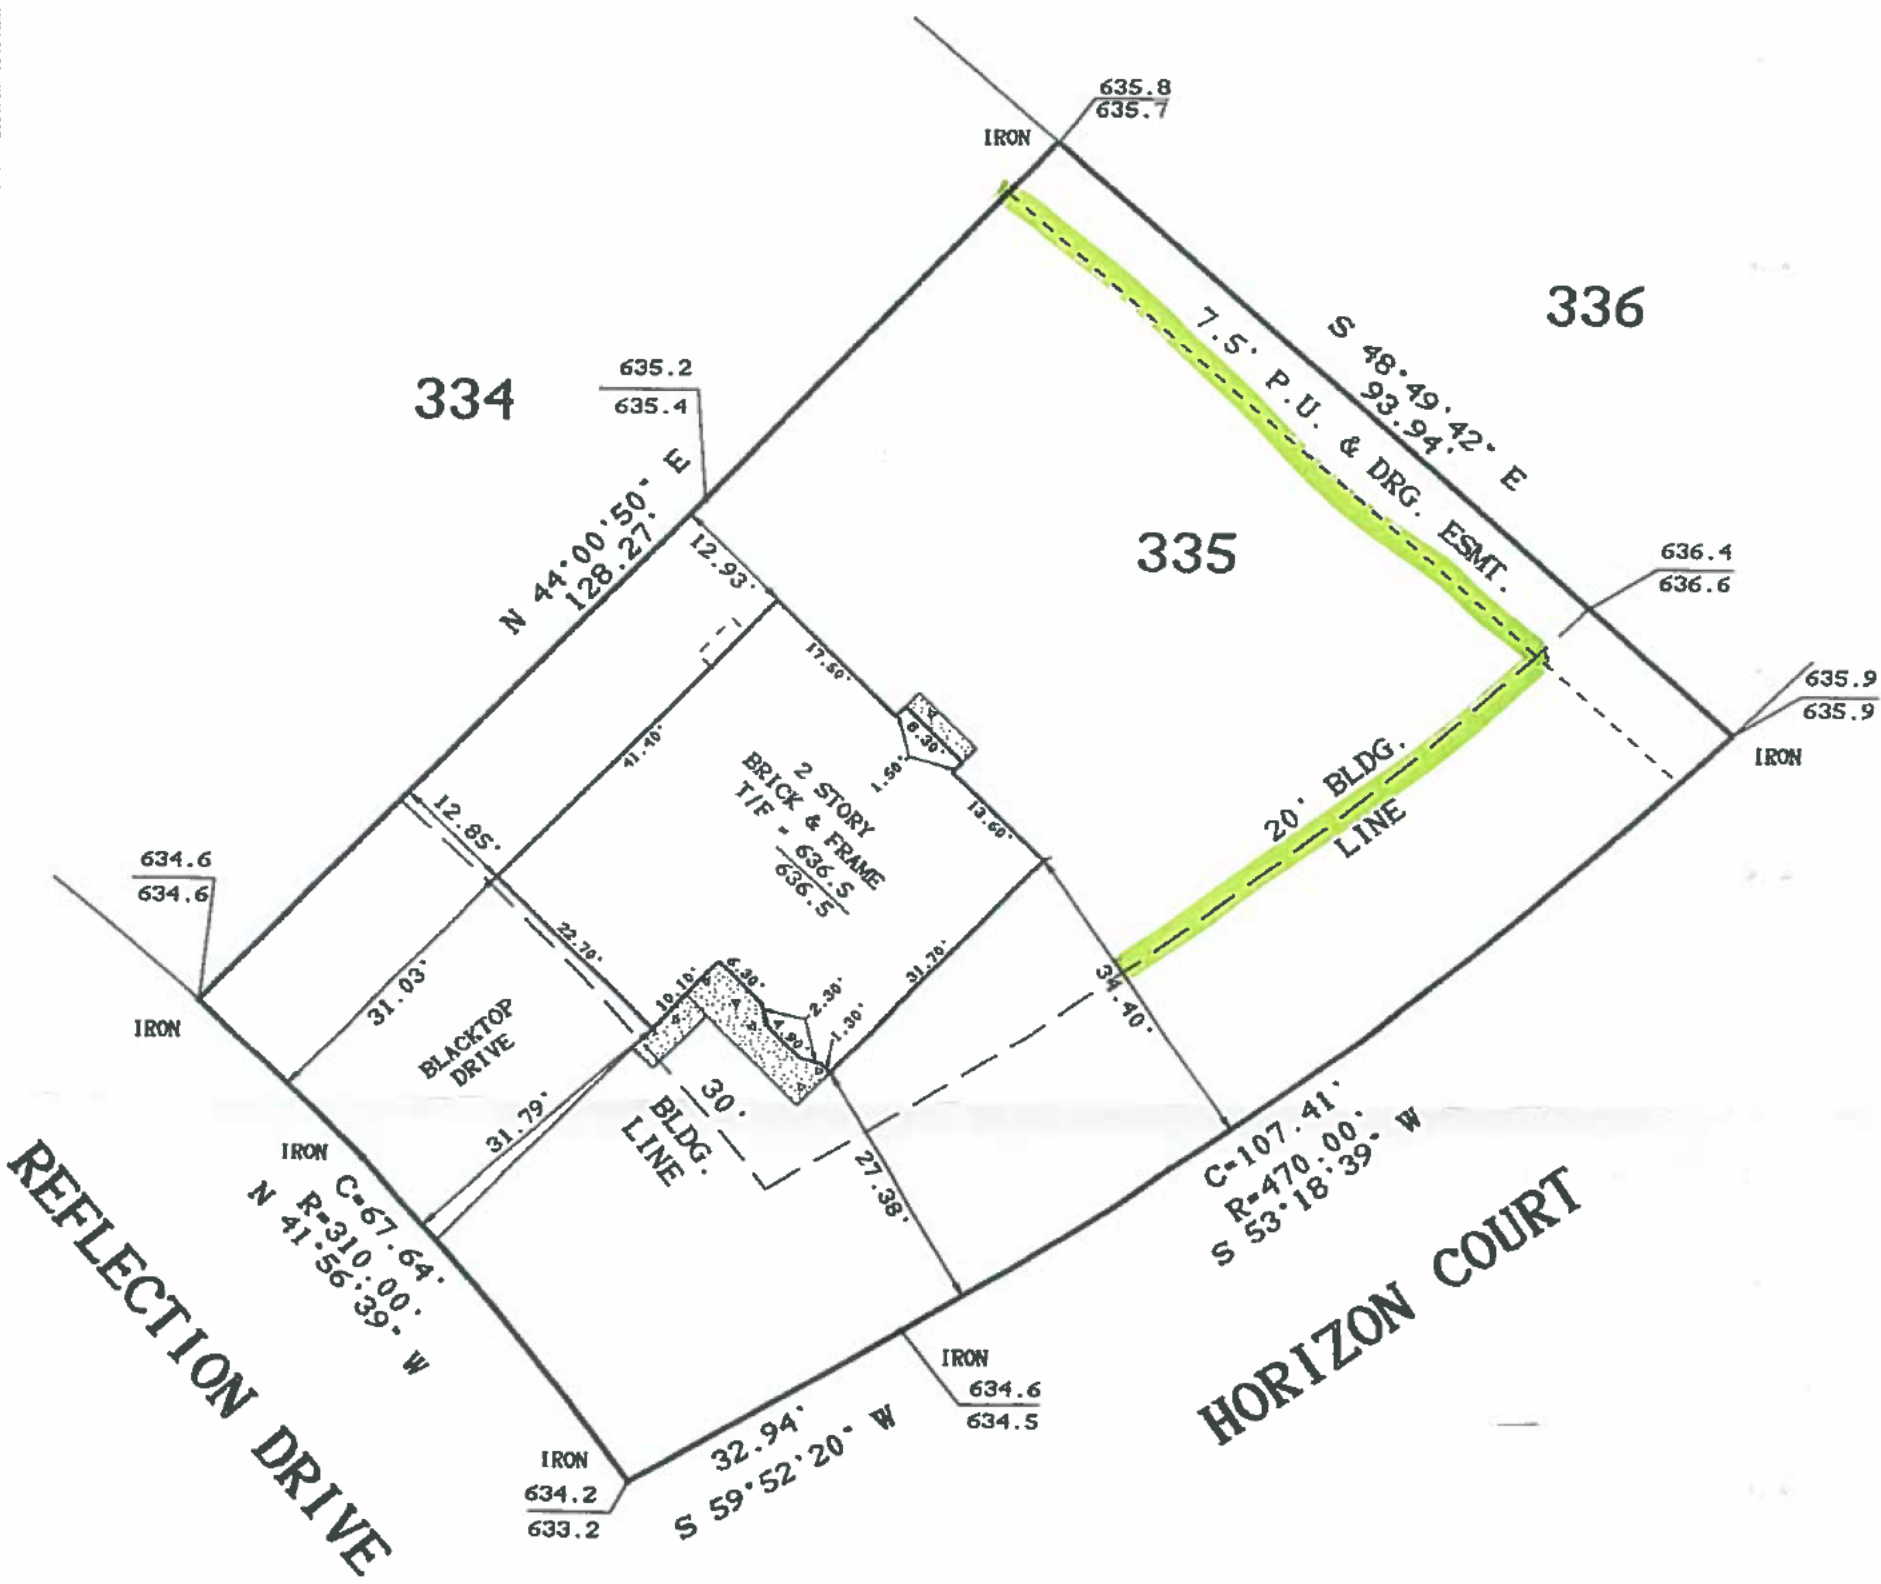 635.8
635.7
IRON
336
S 48°49'42" E
93.94'
7.5' P.U. & DRG. ESMT.
334
635.2
635.4
335
636.4
636.6
N 44°00'50" E
128.27'
12.93'
17.50'
41.40'
8.30'
1.50'
13.60'
635.9
635.9
IRON
2 STORY
BRICK & FRAME
T/F = 636.5
636.5
20' BLDG.
LINE
12.85'
634.6
634.6
22.70'
31.70'
34.40'
IRON
31.03'
BLACKTOP
DRIVE
10.10'
6.30'
2.30'
4.90'
1.30'
31.79'
30'
BLDG.
LINE
27.38'
IRON
C=67.64'
R=310.00'
N 41°56'39" W
C=107.41'
R=470.00'
S 53°18'39" W
REFLECTION DRIVE
HORIZON COURT
IRON
634.6
634.5
32.94'
S 59°52'20" W
IRON
634.2
633.2